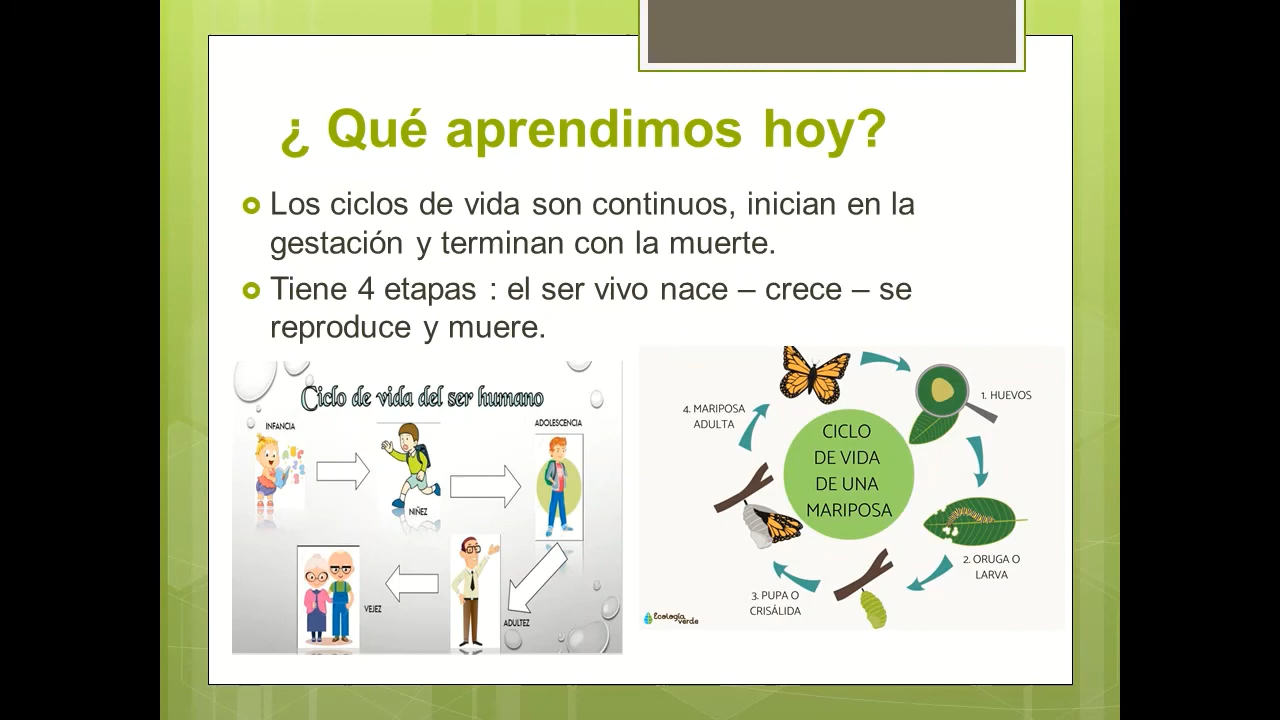 ¿ Qué aprendimos hoy?
Los ciclos de vida son continuos, inician en la
gestación y terminan con la muerte.
Tiene 4 etapas : el ser vivo nace – crece – se
reproduce y muere.
Ciclo de vida del ser humano
INFANCIA
NIÑEZ
ADOLESCENCIA
ADULTEZ
VEJEZ
CICLO
DE VIDA
DE UNA
MARIPOSA
1. HUEVOS
2. ORUGA O
LARVA
3. PUPA O
CRISÁLIDA
4. MARIPOSA
ADULTA
Ecología
verde